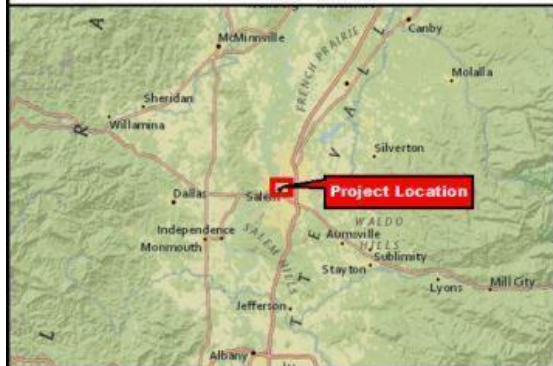 Canby
McMinnville
FRENCH PRAIRIE
Molalla
Sheridan
Willamina
Silverton
Project Location
Dallas
Salem
WALDO HILLS
Independence
SALEM HILLS
Aumsville
Monmouth
Sublimity
Stayton
Lyons
Mill City
Jefferson
Albany
A
R
L
L
A
V
E
T
T
L